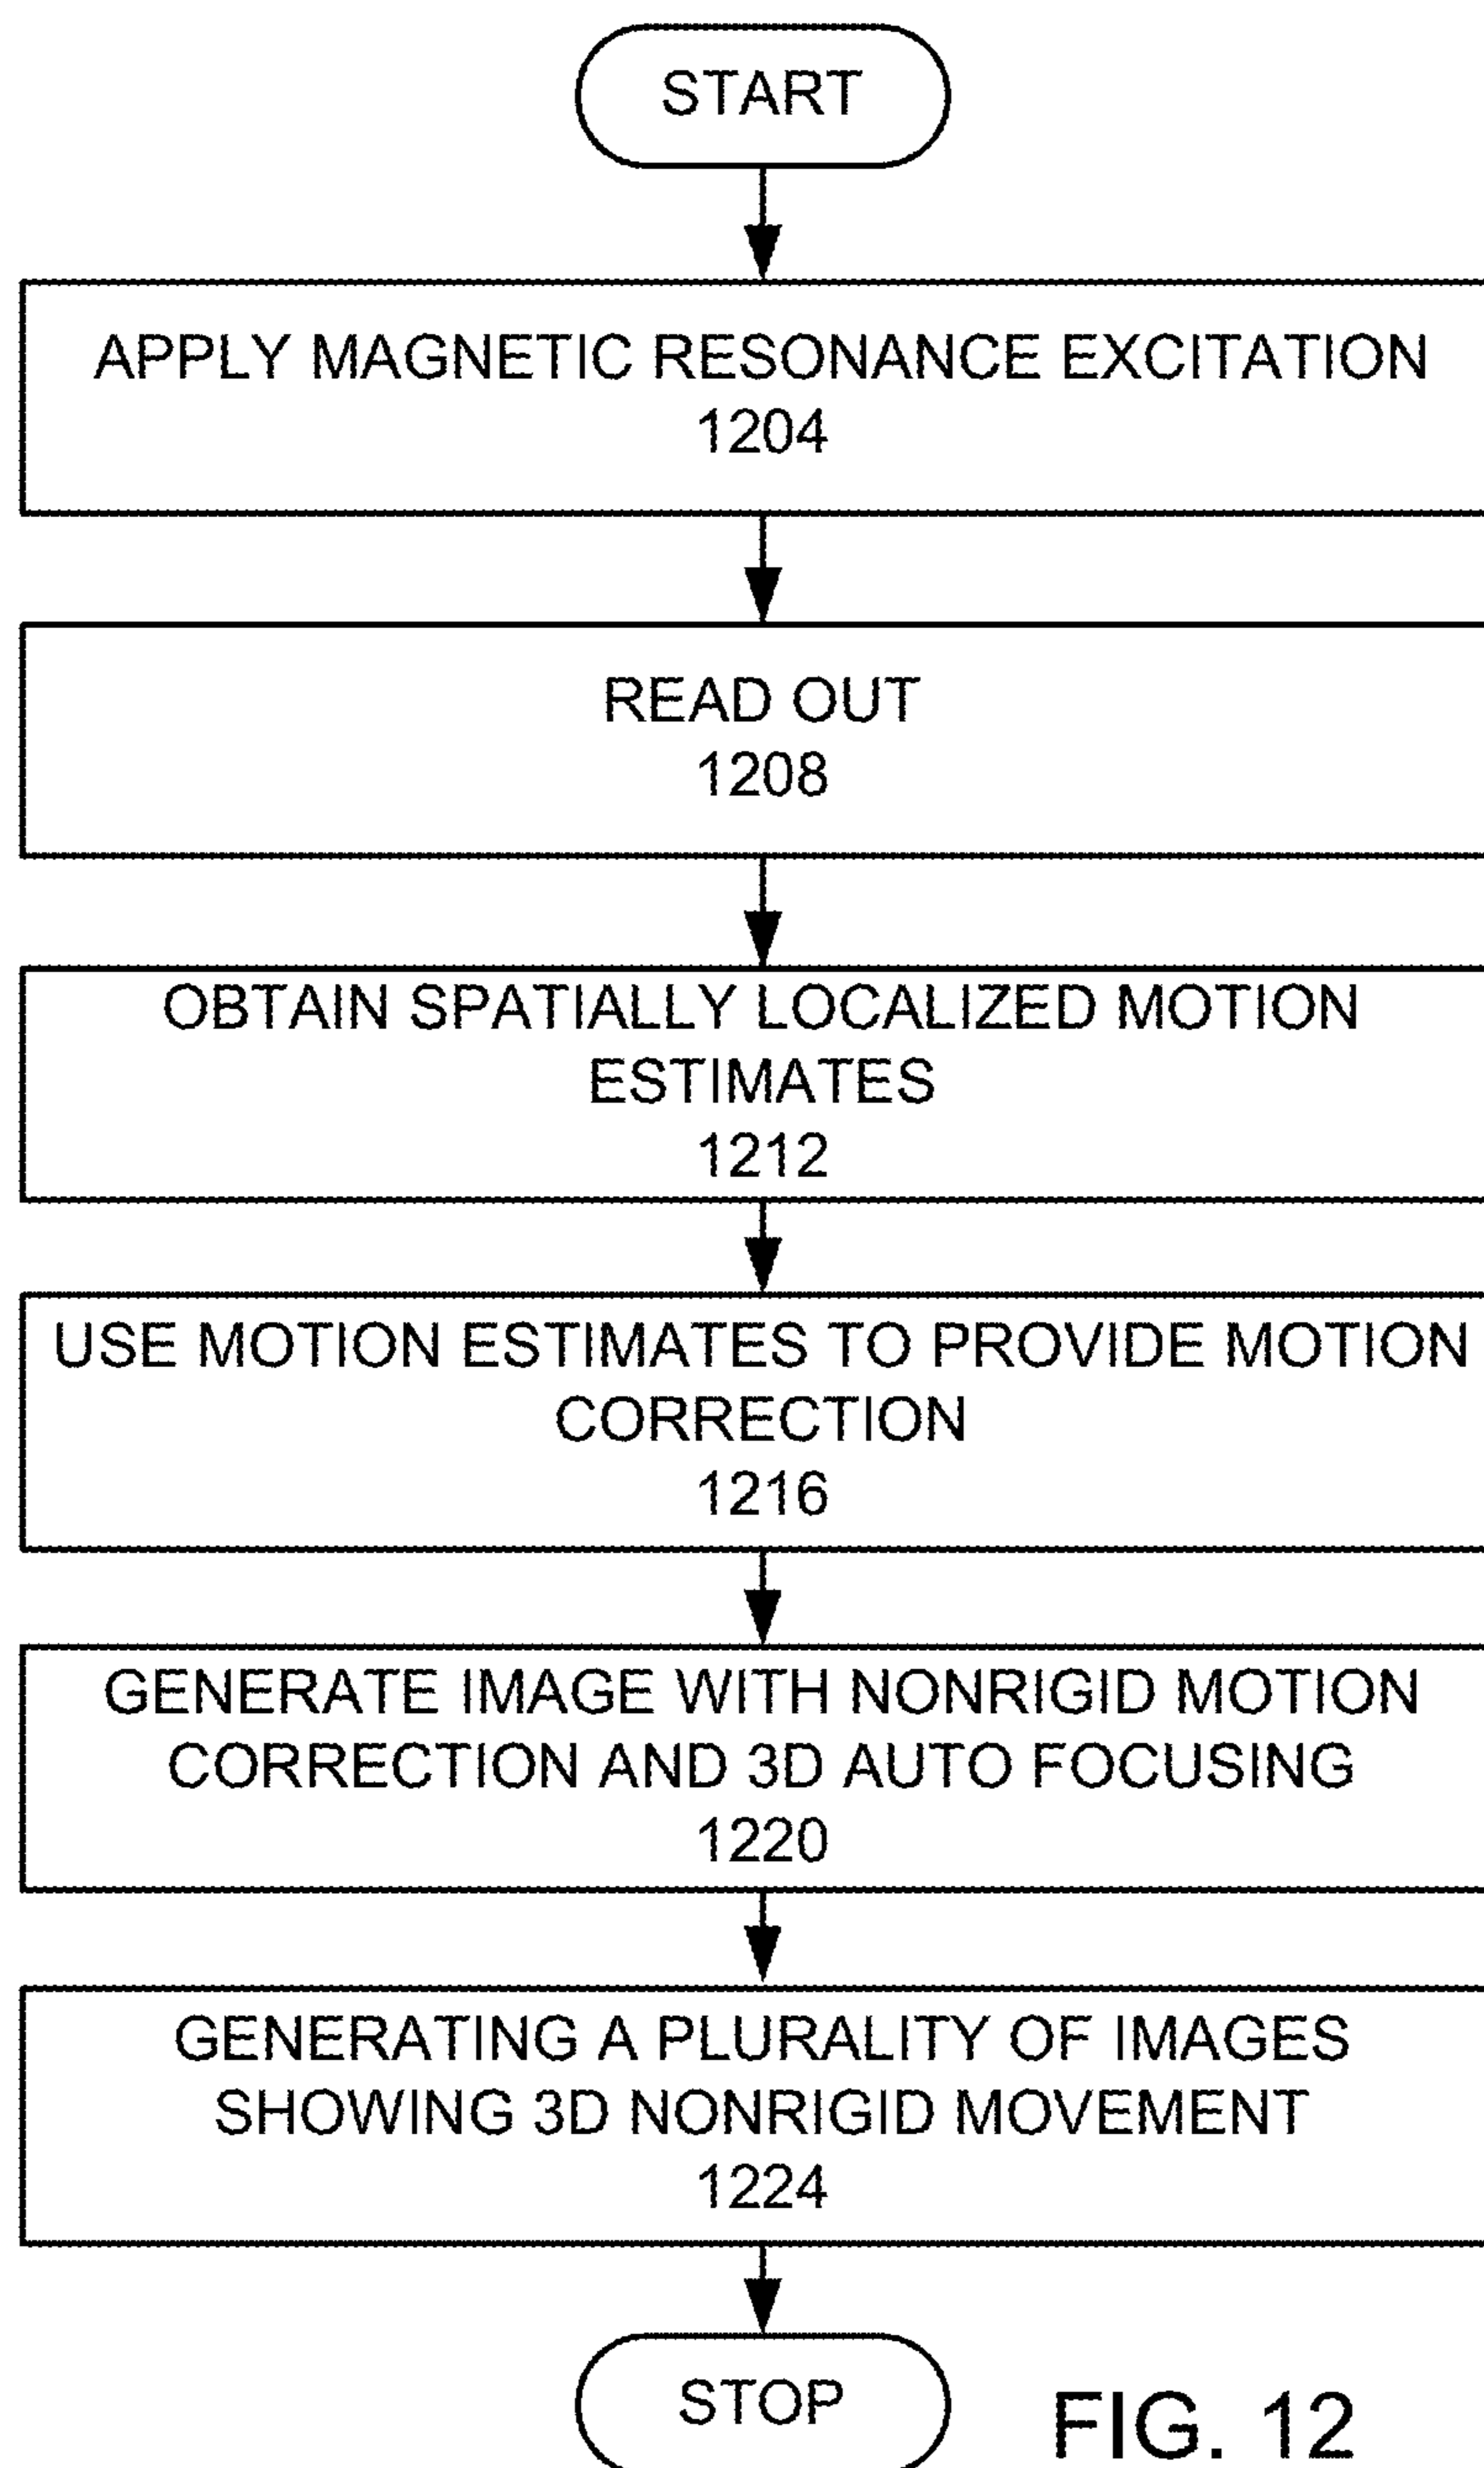 START
APPLY MAGNETIC RESONANCE EXCITATION
1204
READ OUT
1208
OBTAIN SPATIALLY LOCALIZED MOTION
ESTIMATES
1212
USE MOTION ESTIMATES TO PROVIDE MOTION
CORRECTION
1216
GENERATE IMAGE WITH NONRIGID MOTION
CORRECTION AND 3D AUTO FOCUSING
1220
GENERATING A PLURALITY OF IMAGES
SHOWING 3D NONRIGID MOVEMENT
1224
STOP
FIG. 12